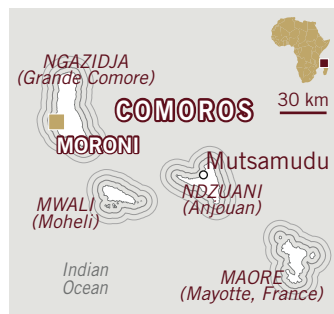 NGAZIDJA
(Grande Comore)
30 km
COMOROS
MORONI
Mutsamudu
NDZUANI
(Anjouan)
MWALI
(Moheli)
Indian
Ocean
MAORE
(Mayotte, France)